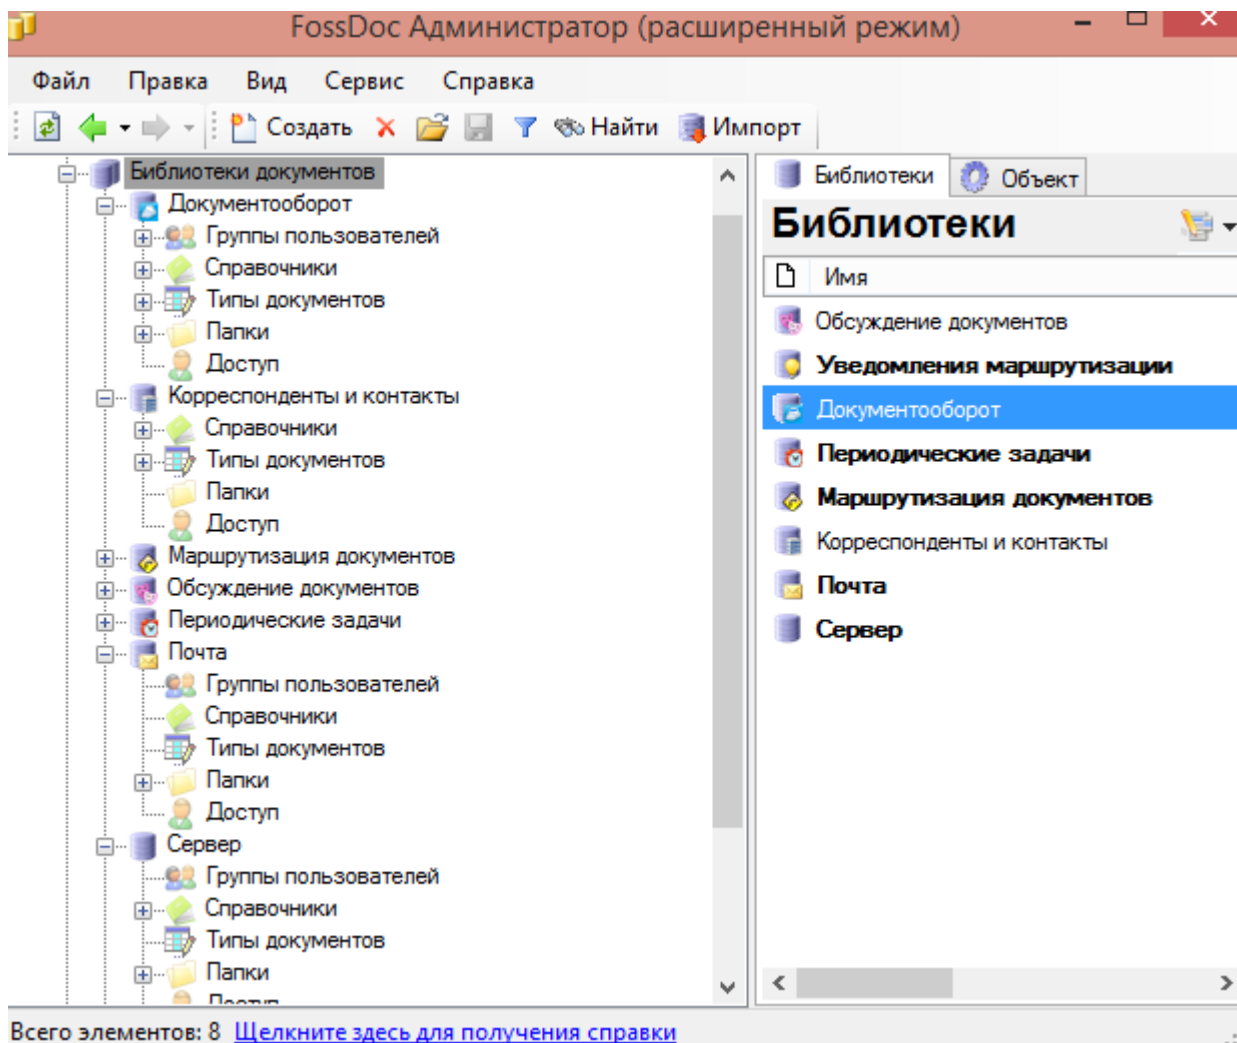 FossDoc Администратор (расширенный режим)
Файл Правка Вид Сервис Справка
Создать Найти Импорт
Библиотеки документов
Документооборот
Группы пользователей
Справочники
Типы документов
Папки
Доступ
Корреспонденты и контакты
Справочники
Типы документов
Папки
Доступ
Маршрутизация документов
Обсуждение документов
Периодические задачи
Почта
Группы пользователей
Справочники
Типы документов
Папки
Доступ
Сервер
Группы пользователей
Справочники
Типы документов
Папки
Доступ
Библиотеки Объект
Библиотеки
Имя
Обсуждение документов
Уведомления маршрутизации
Документооборот
Периодические задачи
Маршрутизация документов
Корреспонденты и контакты
Почта
Сервер
Всего элементов: 8 Щелкните здесь для получения справки